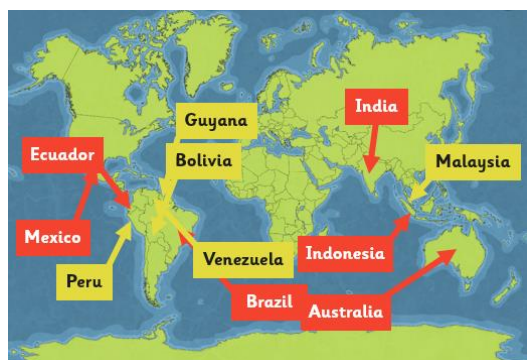 Guyana
India
Ecuador
Bolivia
Malaysia
Mexico
Venezuela
Indonesia
Peru
Brazil
Australia